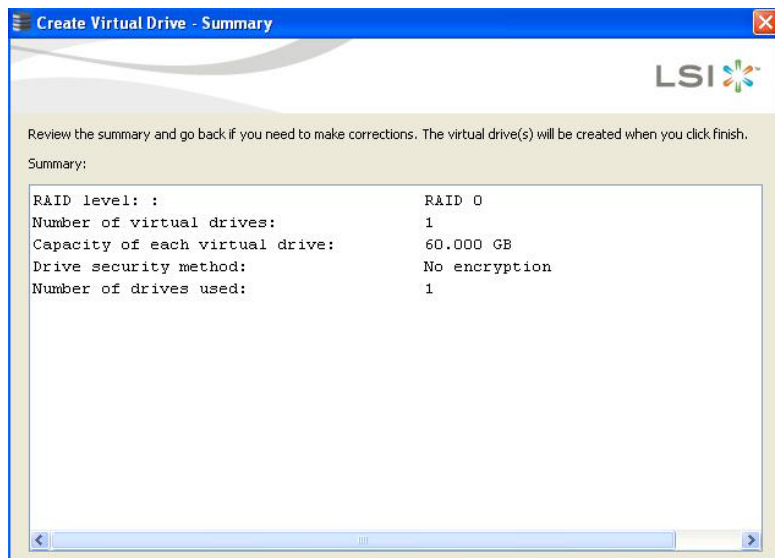 Create Virtual Drive - Summary
LSI™
Review the summary and go back if you need to make corrections. The virtual drive(s) will be created when you click finish.
Summary:
RAID level: : RAID 0
Number of virtual drives: 1
Capacity of each virtual drive: 60.000 GB
Drive security method: No encryption
Number of drives used: 1